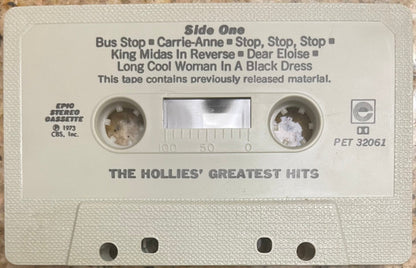 Side One
Bus Stop ▪ Carrie-Anne ▪ Stop, Stop, Stop ▪
King Midas In Reverse ▪ Dear Eloise ▪
Long Cool Woman In A Black Dress
This tape contains previously released material.
EPIC
STEREO
CASSETTE
℗ 1973
CBS, Inc.
e
PET 32061
100 50 0
THE HOLLIES' GREATEST HITS